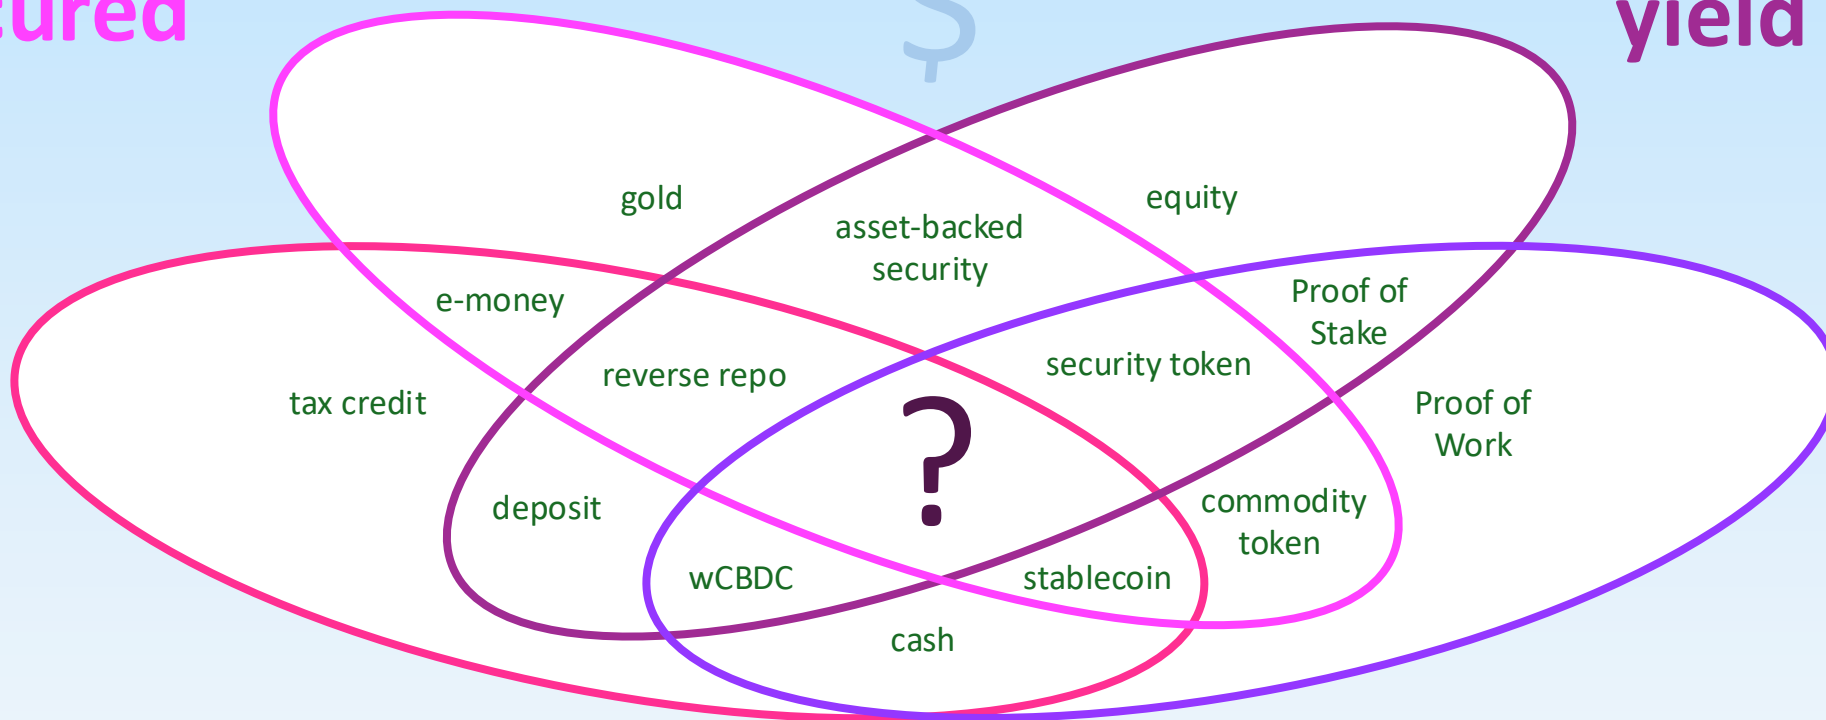 cured
$
yield
gold
equity
asset-backed
security
e-money
Proof of
Stake
reverse repo
security token
tax credit
Proof of
Work
?
deposit
commodity
token
wCBDC
stablecoin
cash